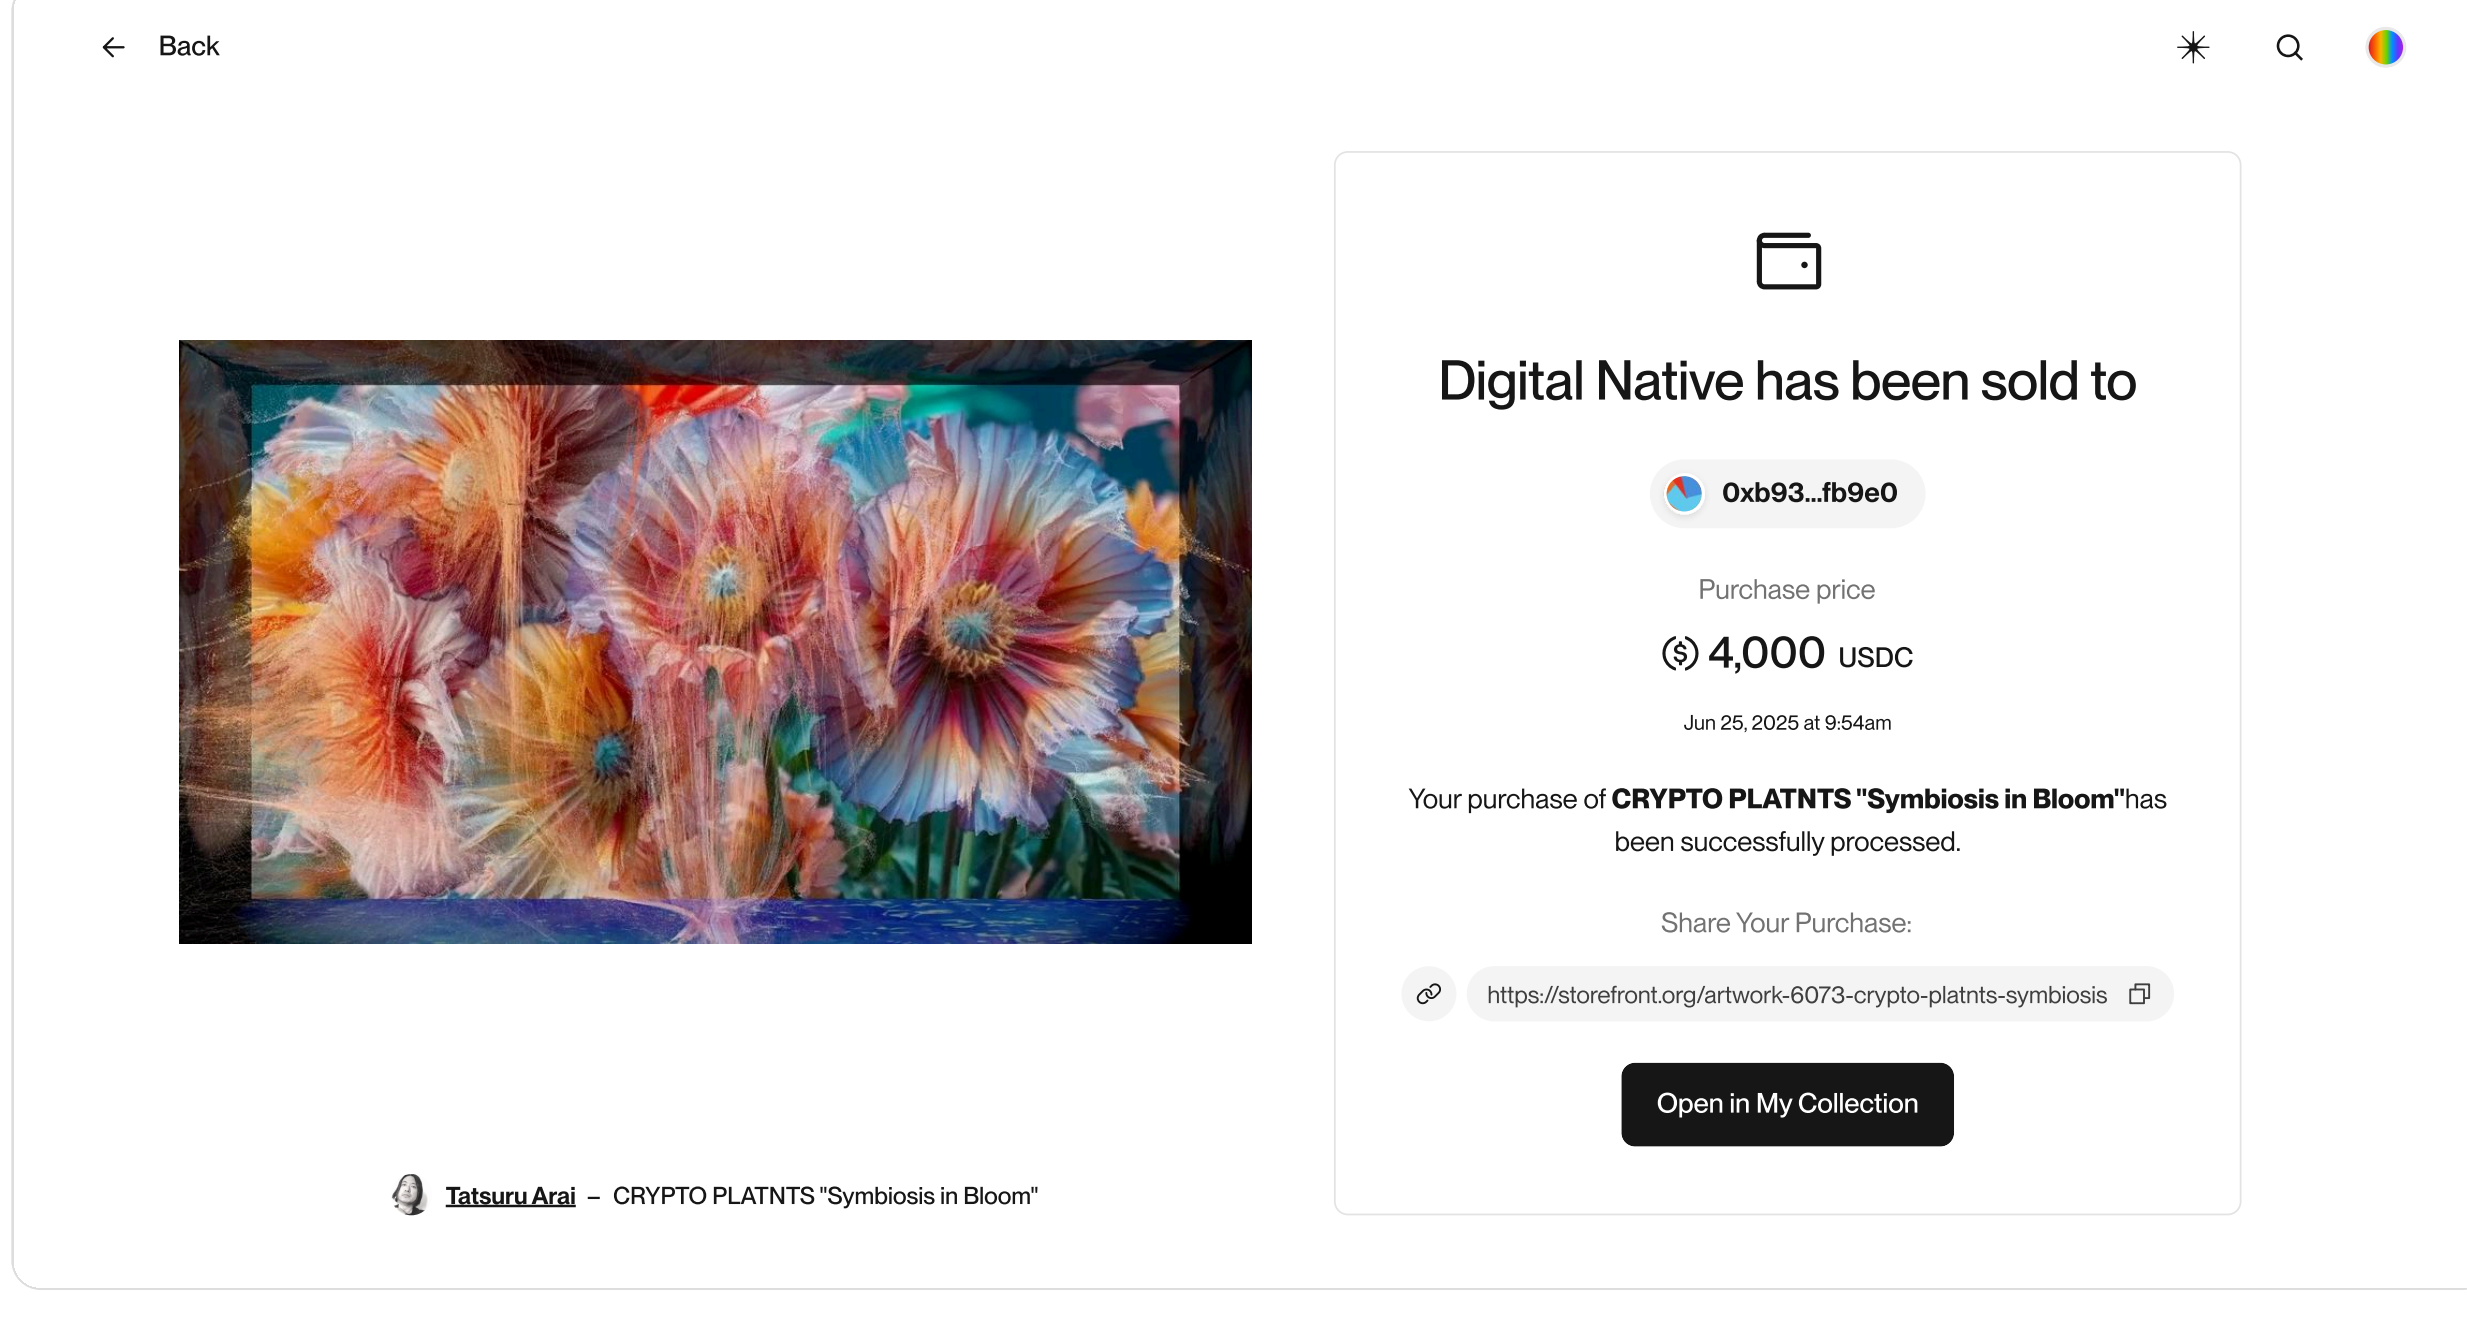 Back
Digital Native has been sold to
0xb93...fb9e0
Purchase price
4,000 USDC
Jun 25, 2025 at 9:54am
Your purchase of CRYPTO PLATNTS "Symbiosis in Bloom"has
been successfully processed.
Share Your Purchase:
https://storefront.org/artwork-6073-crypto-platnts-symbiosis
Open in My Collection
Tatsuru Arai – CRYPTO PLATNTS "Symbiosis in Bloom"